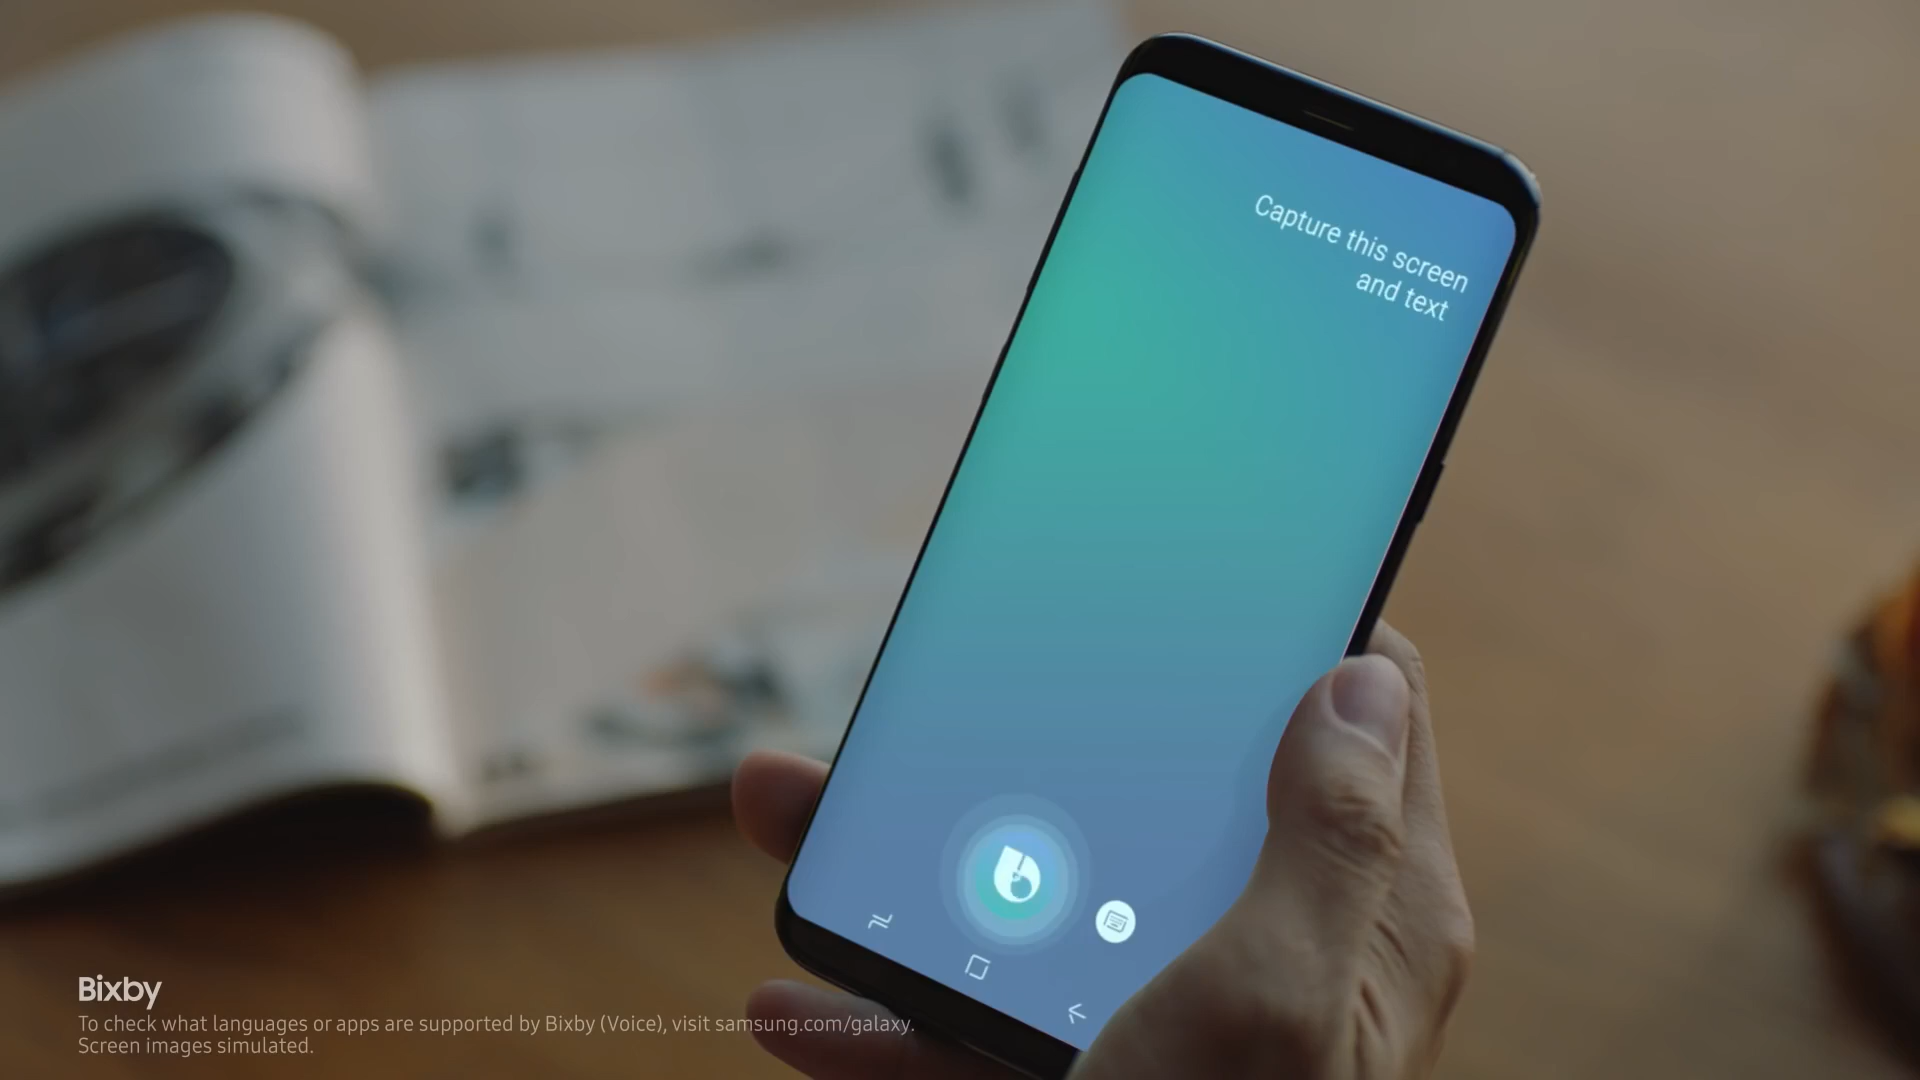 Capture this screen
and text
Bixby
To check what languages or apps are supported by Bixby (Voice), visit samsung.com/galaxy.
Screen images simulated.